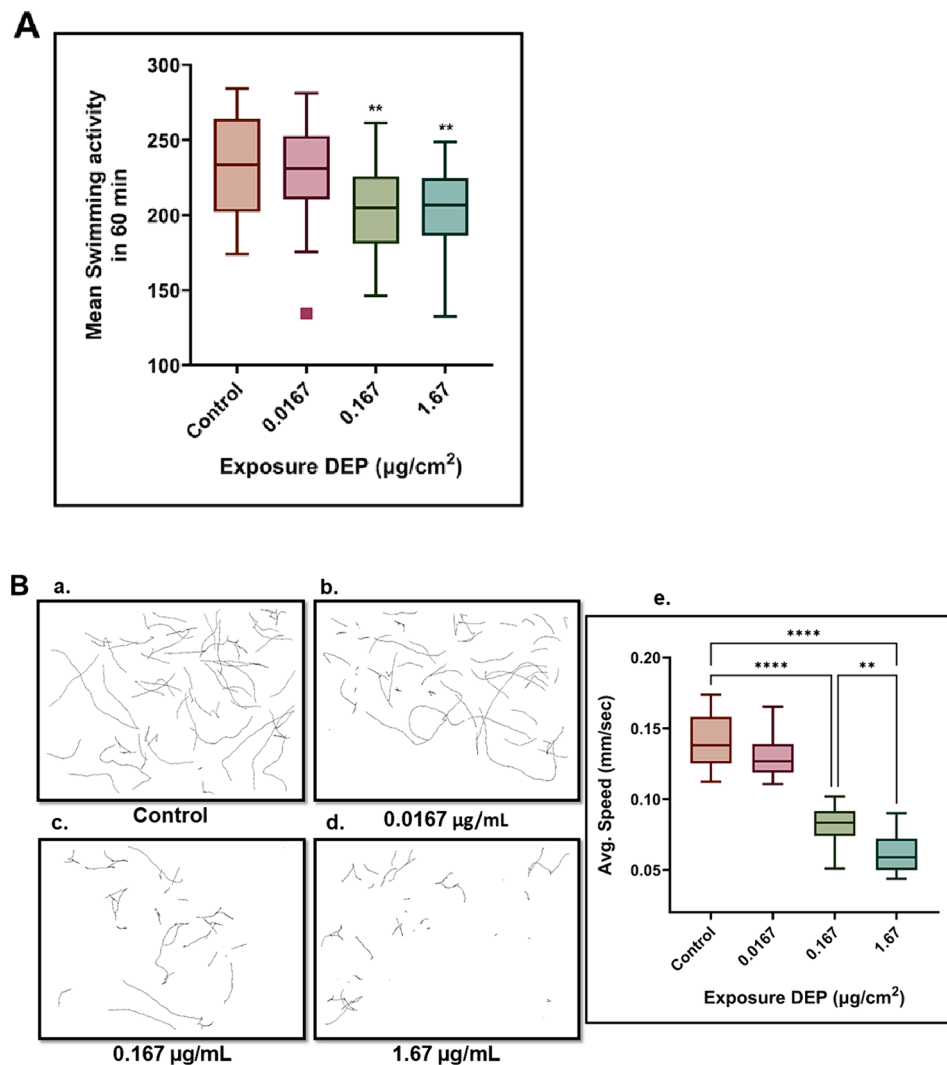 A
Mean Swimming activity
in 60 min
300
250
200
150
100
**
**
Control
0.0167
0.167
1.67
Exposure DEP (µg/cm²)
B
a.
b.
Control
0.0167 µg/mL
c.
d.
0.167 µg/mL
1.67 µg/mL
e.
****
****
**
Avg. Speed (mm/sec)
0.20
0.15
0.10
0.05
Control
0.0167
0.167
1.67
Exposure DEP (µg/cm²)